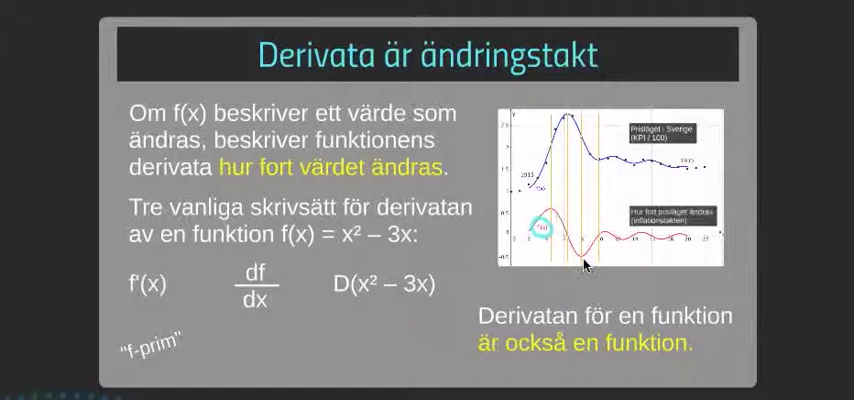 Derivata är ändringstakt
Om f(x) beskriver ett värde som
ändras, beskriver funktionens
derivata hur fort värdet ändras.
Tre vanliga skrivsätt för derivatan
av en funktion f(x) = x² – 3x:
f'(x)
df
dx
D(x² – 3x)
"f-prim"
Prisläget i Sverige
(KPI / 100)
1935
Hur fort prisläget ändras
(inflationstakten)
Derivatan för en funktion
är också en funktion.